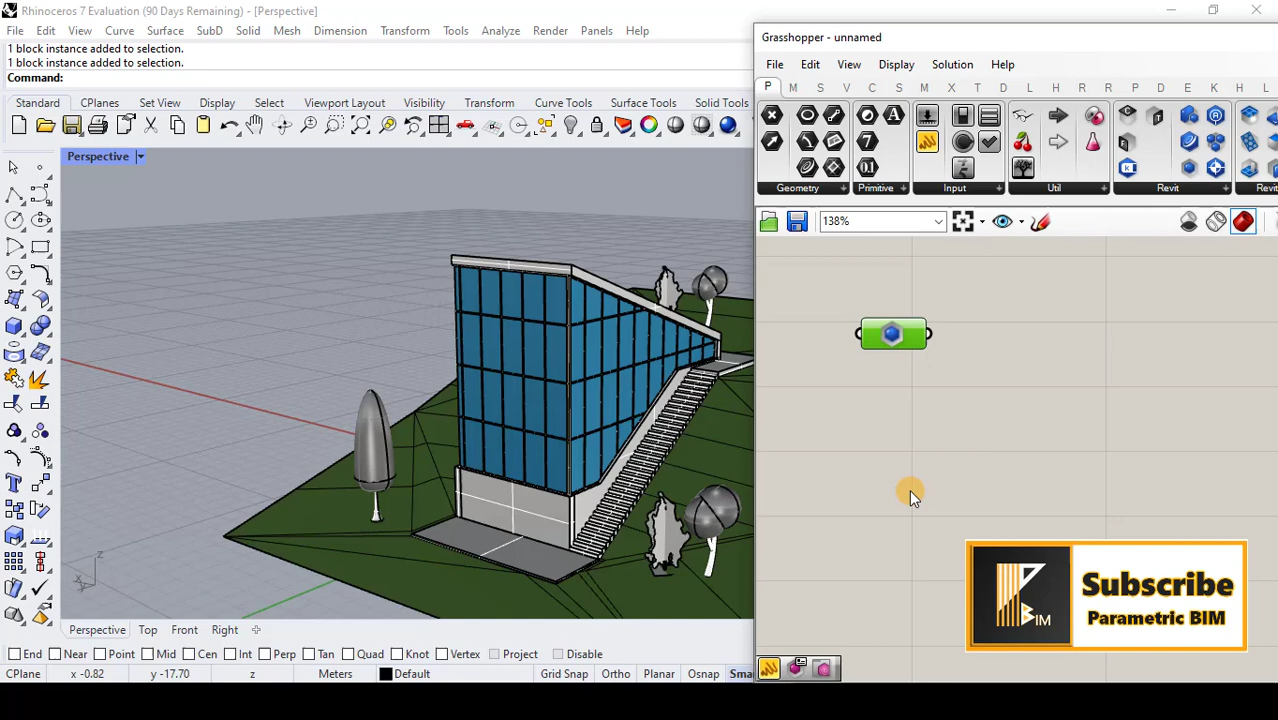 Rhinoceros 7 Evaluation (90 Days Remaining) - [Perspective]
File Edit View Curve Surface SubD Solid Mesh Dimension Transform Tools Analyze Render Panels Help
1 block instance added to selection.
1 block instance added to selection.
Command:
Standard CPlanes Set View Display Select Viewport Layout Visibility Transform Curve Tools Surface Tools Solid Tools
Perspective
Grasshopper - unnamed
File Edit View Display Solution Help
P M S V C S M X T D L H R R P D E K H L
Geometry Primitive Input Util Revit
138%
z
x y
Subscribe
Parametric BIM
BIM
Perspective Top Front Right
End Near Point Mid Cen Int Perp Tan Quad Knot Vertex Project Disable
CPlane x -0.82 y -17.70 z Meters Default Grid Snap Ortho Planar Osnap